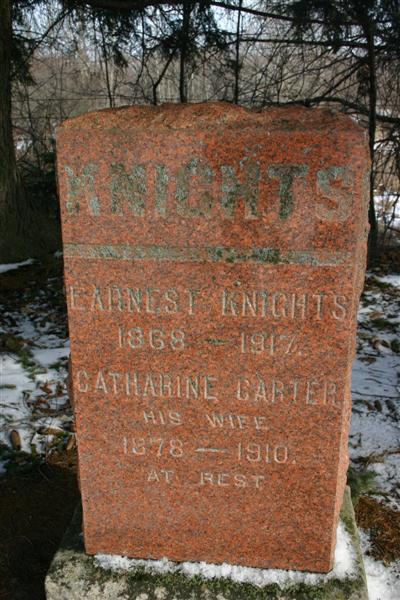 KNIGHTS
EARNEST KNIGHTS
1868 — 1917.
CATHARINE CARTER
HIS WIFE
1878 — 1910.
AT REST